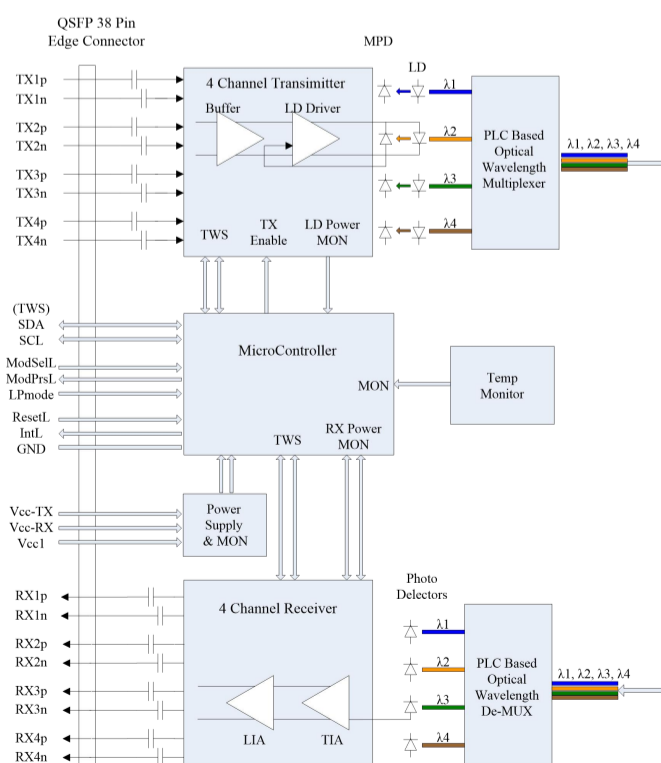 QSFP 38 Pin
Edge Connector
MPD
LD
TX1p
TX1n
TX2p
TX2n
TX3p
TX3n
TX4p
TX4n
4 Channel Transimitter
Buffer
LD Driver
TWS
TX
Enable
LD Power
MON
λ1
λ2
λ3
λ4
PLC Based
Optical
Wavelength
Multiplexer
λ1, λ2, λ3, λ4
(TWS)
SDA
SCL
ModSelL
ModPrsL
LPmode
ResetL
IntL
GND
MicroController
MON
TWS
RX Power
MON
Temp
Monitor
Vcc-TX
Vcc-RX
Vcc1
Power
Supply
& MON
RX1p
RX1n
RX2p
RX2n
RX3p
RX3n
RX4p
RX4n
4 Channel Receiver
LIA
TIA
Photo
Delectors
λ1
λ2
λ3
λ4
PLC Based
Optical
Wavelength
De-MUX
λ1, λ2, λ3, λ4